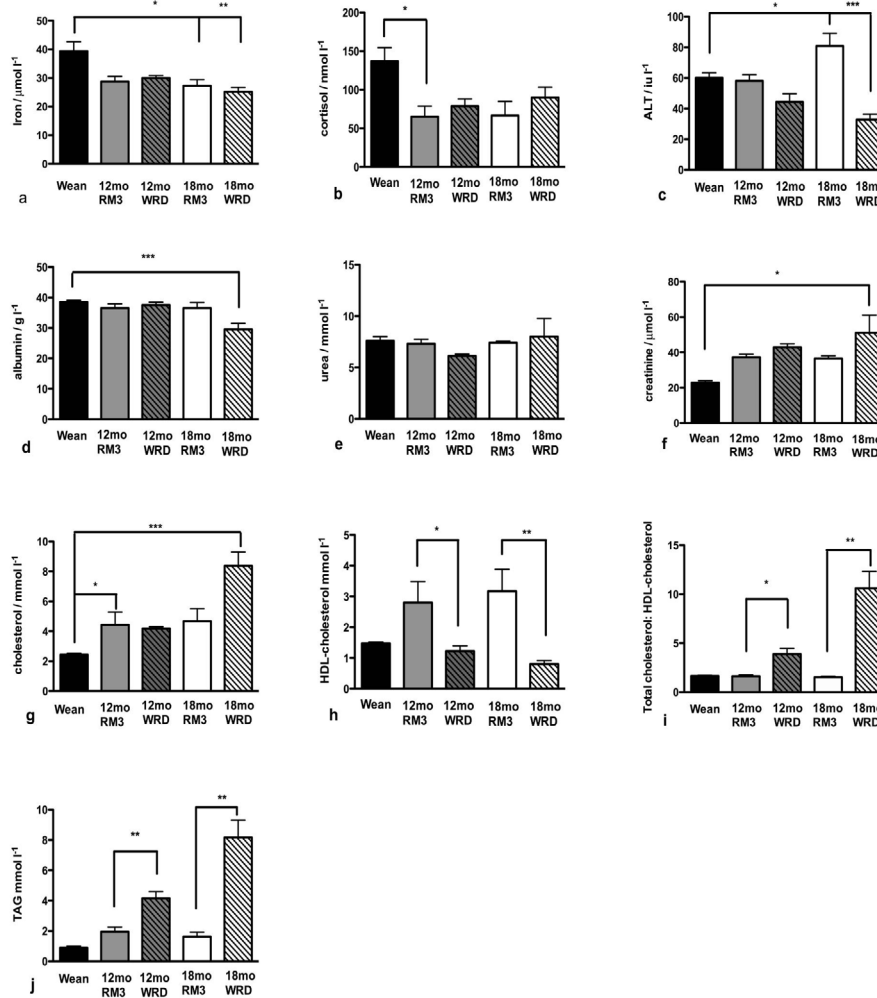 * **
Iron / µmol l-1
50
40
30
20
10
0
Wean 12mo RM3 12mo WRD 18mo RM3 18mo WRD
a
*
cortisol / nmol l-1
200
150
100
50
0
Wean 12mo RM3 12mo WRD 18mo RM3 18mo WRD
b
* ***
ALT / iu l-1
100
80
60
40
20
0
Wean 12mo RM3 12mo WRD 18mo RM3 18mo WRD
c
***
albumin / g l-1
50
40
30
20
10
0
Wean 12mo RM3 12mo WRD 18mo RM3 18mo WRD
d
urea / mmol l-1
15
10
5
0
Wean 12mo RM3 12mo WRD 18mo RM3 18mo WRD
e
*
creatinine / µmol l-1
80
60
40
20
0
Wean 12mo RM3 12mo WRD 18mo RM3 18mo WRD
f
***
*
cholesterol / mmol l-1
10
8
6
4
2
0
Wean 12mo RM3 12mo WRD 18mo RM3 18mo WRD
g
* **
HDL-cholesterol mmol l-1
5
4
3
2
1
0
Wean 12mo RM3 12mo WRD 18mo RM3 18mo WRD
h
**
*
Total cholesterol: HDL-cholesterol
15
10
5
0
Wean 12mo RM3 12mo WRD 18mo RM3 18mo WRD
i
**
**
TAG mmol l-1
10
8
6
4
2
0
Wean 12mo RM3 12mo WRD 18mo RM3 18mo WRD
j